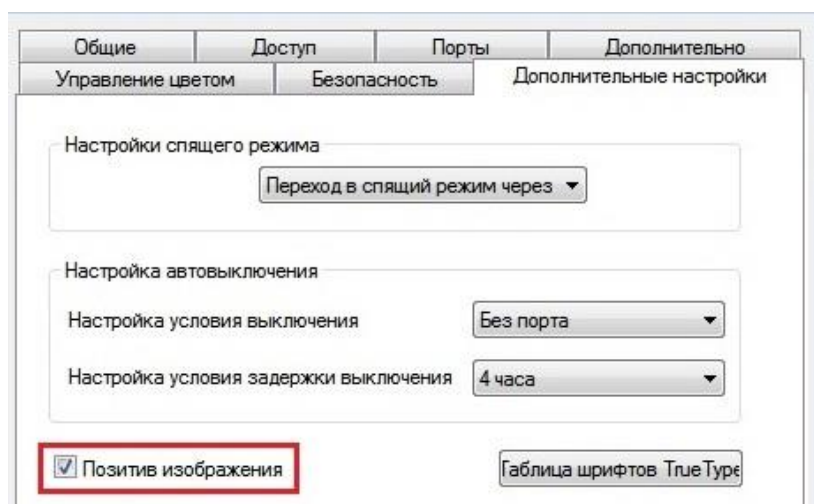 Общие Доступ Порты Дополнительно
Управление цветом Безопасность Дополнительные настройки
Настройки спящего режима
Переход в спящий режим через
Настройка автовыключения
Настройка условия выключения Без порта
Настройка условия задержки выключения 4 часа
Позитив изображения Таблица шрифтов TrueType